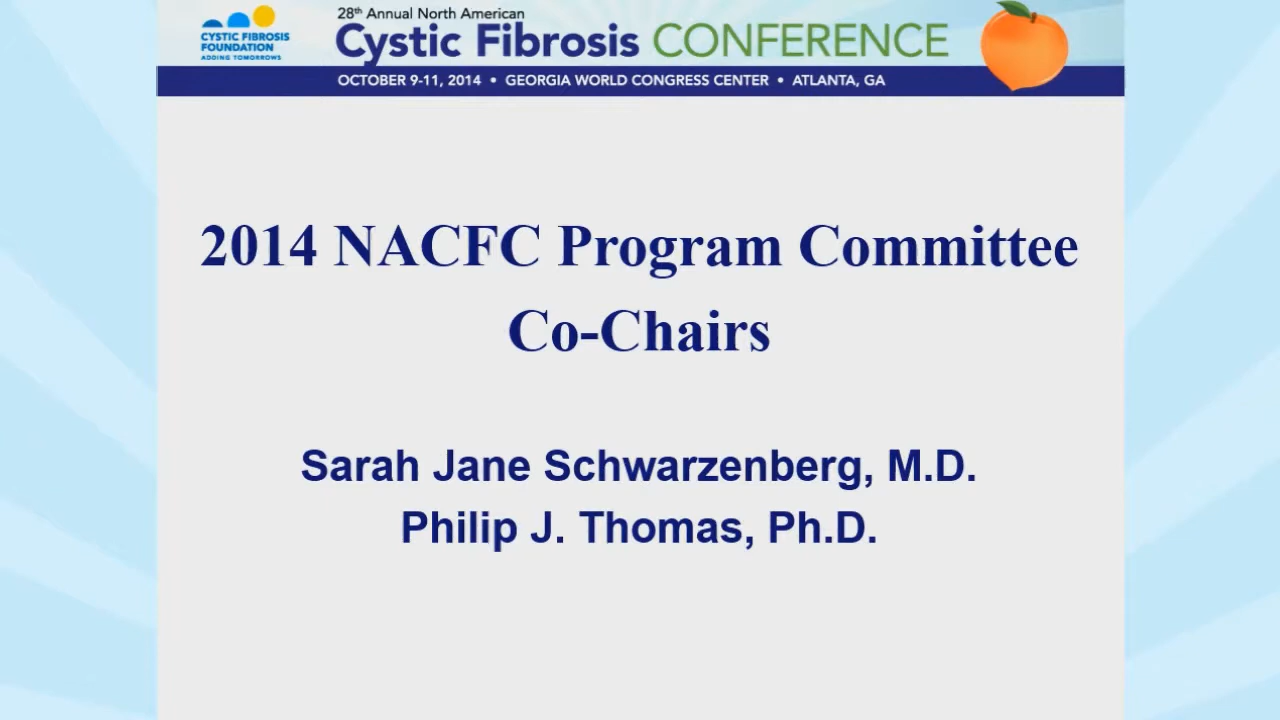 CYSTIC FIBROSIS
FOUNDATION
ADDING TOMORROWS
28th Annual North American
Cystic Fibrosis CONFERENCE
OCTOBER 9-11, 2014 • GEORGIA WORLD CONGRESS CENTER • ATLANTA, GA
2014 NACFC Program Committee
Co-Chairs
Sarah Jane Schwarzenberg, M.D.
Philip J. Thomas, Ph.D.